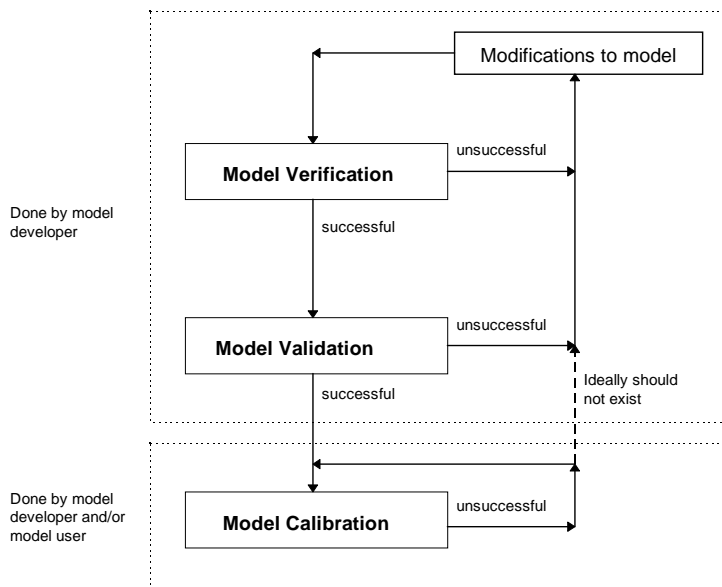 Modifications to model
unsuccessful
Model Verification
Done by model
developer
successful
unsuccessful
Model Validation
Ideally should
not exist
successful
Done by model
developer and/or
model user
unsuccessful
Model Calibration